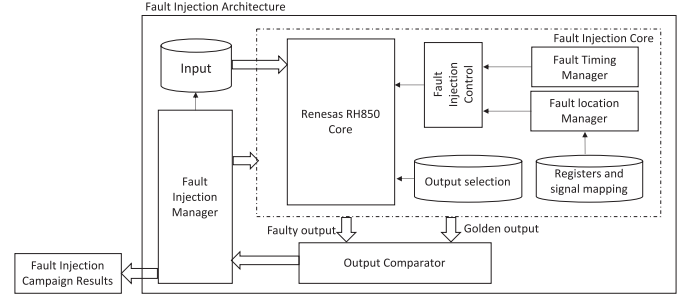 Fault Injection Architecture
Fault Injection Core
Input
Renesas RH850
Core
Fault
Injection
Control
Fault Timing
Manager
Fault location
Manager
Fault
Injection
Manager
Output selection
Registers and
signal mapping
Faulty output
Golden output
Fault Injection
Campaign Results
Output Comparator